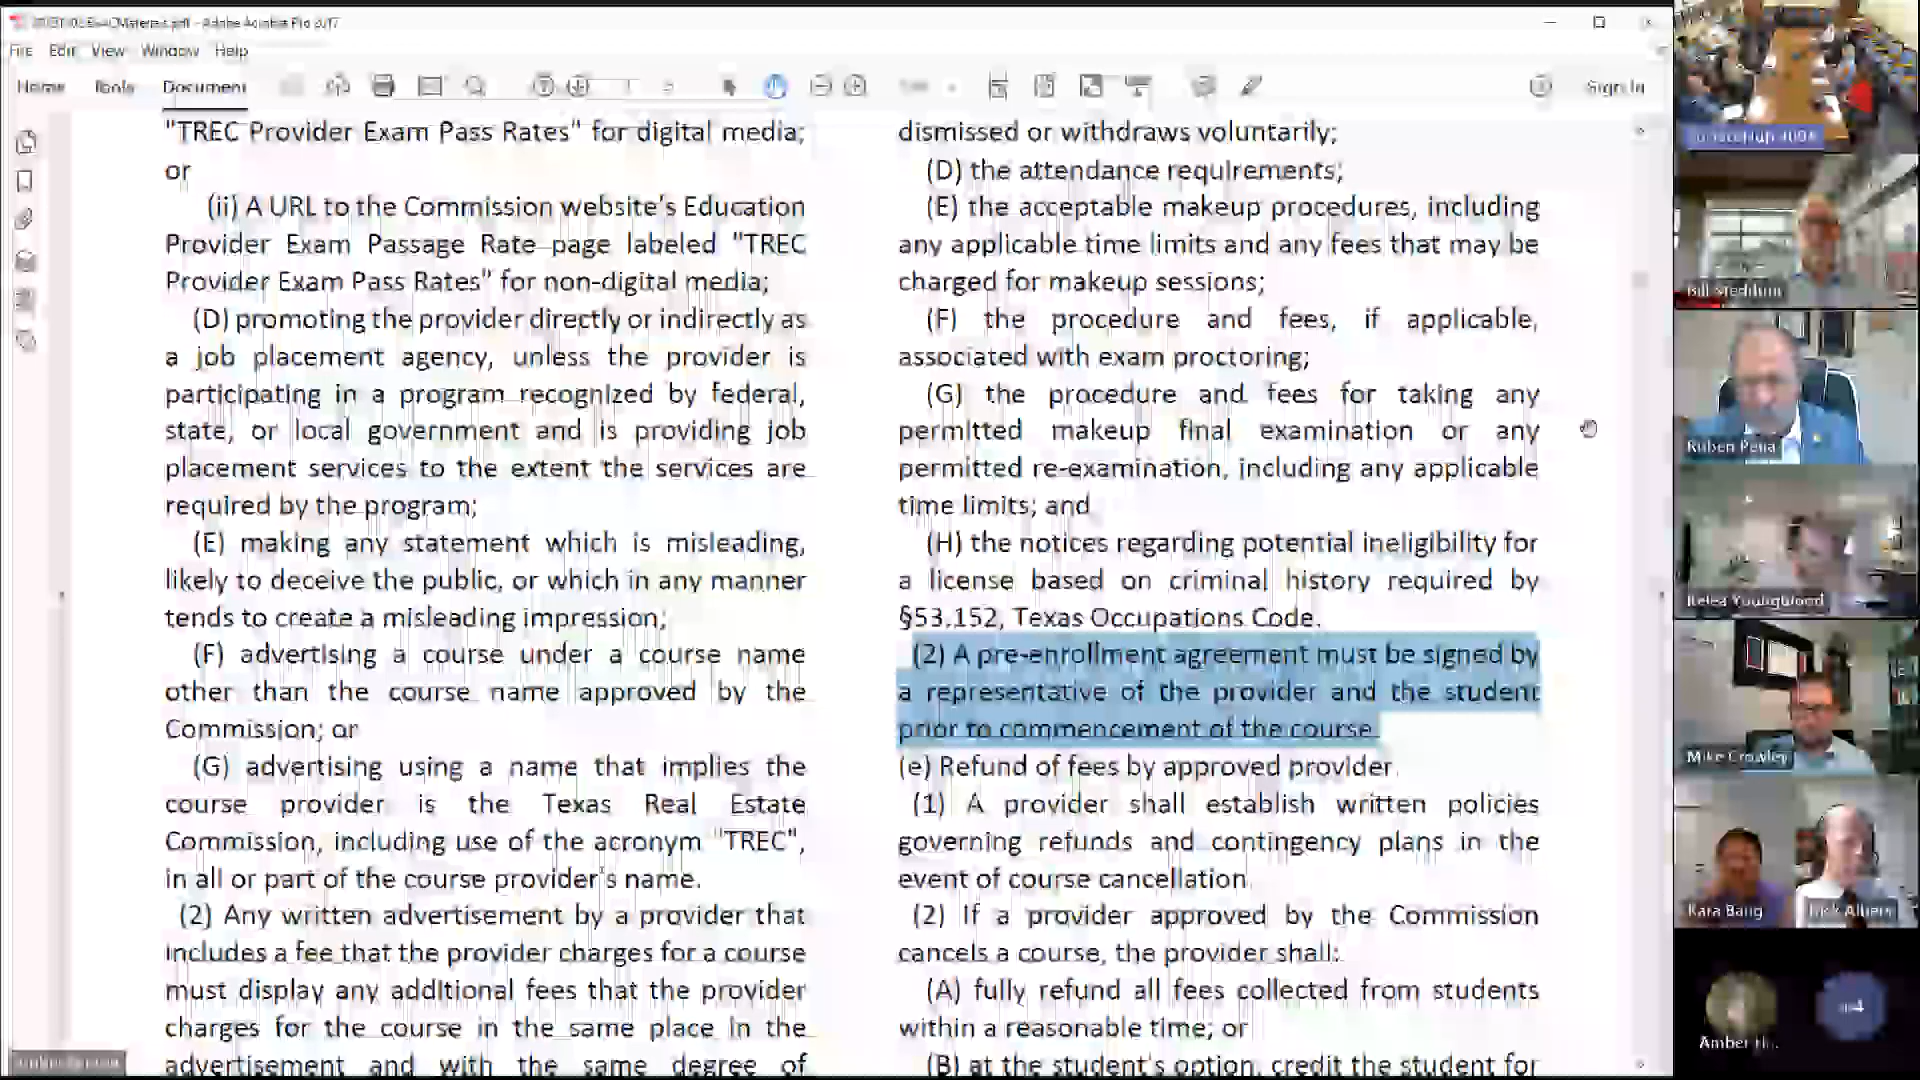 - Adobe Acrobat Pro 2017
File Edit View Window Help
Home Tools Document
Sign In
"TREC Provider Exam Pass Rates" for digital media;
or
(ii) A URL to the Commission website's Education
Provider Exam Passage Rate page labeled "TREC
Provider Exam Pass Rates" for non-digital media;
(D) promoting the provider directly or indirectly as
a job placement agency, unless the provider is
participating in a program recognized by federal,
state, or local government and is providing job
placement services to the extent the services are
required by the program;
(E) making any statement which is misleading,
likely to deceive the public, or which in any manner
tends to create a misleading impression;
(F) advertising a course under a course name
other than the course name approved by the
Commission; or
(G) advertising using a name that implies the
course provider is the Texas Real Estate
Commission, including use of the acronym "TREC",
in all or part of the course provider's name.
(2) Any written advertisement by a provider that
includes a fee that the provider charges for a course
must display any additional fees that the provider
charges for the course in the same place in the
advertisement and with the same degree of
dismissed or withdraws voluntarily;
(D) the attendance requirements;
(E) the acceptable makeup procedures, including
any applicable time limits and any fees that may be
charged for makeup sessions;
(F) the procedure and fees, if applicable,
associated with exam proctoring;
(G) the procedure and fees for taking any
permitted makeup final examination or any
permitted re-examination, including any applicable
time limits; and
(H) the notices regarding potential ineligibility for
a license based on criminal history required by
§53.152, Texas Occupations Code.
(2) A pre-enrollment agreement must be signed by
a representative of the provider and the student
prior to commencement of the course.
(e) Refund of fees by approved provider.
(1) A provider shall establish written policies
governing refunds and contingency plans in the
event of course cancellation.
(2) If a provider approved by the Commission
cancels a course, the provider shall:
(A) fully refund all fees collected from students
within a reasonable time; or
(B) at the student's option, credit the student for
Bill
Ruben Pena
Youngblood
Mike Crowley
Kara Bang
Rick Albers
+4
Amber